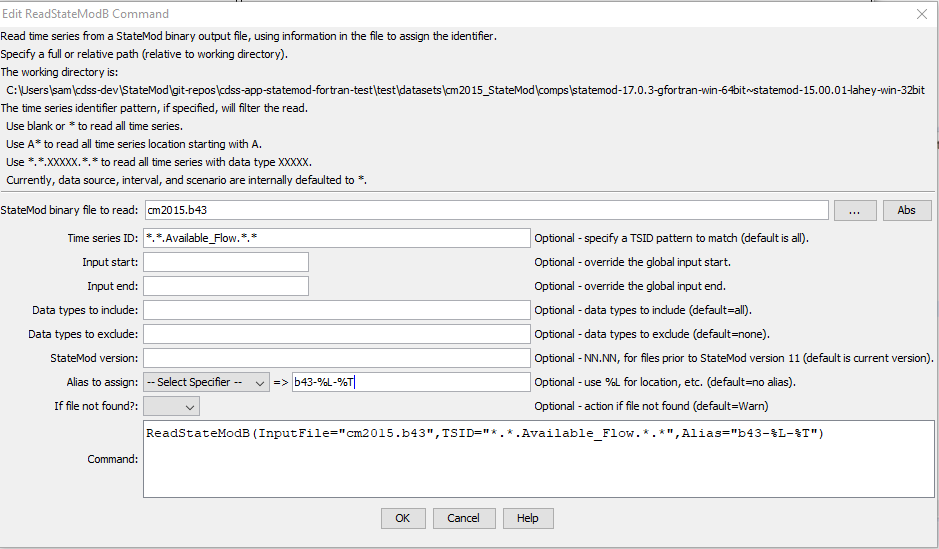 Edit ReadStateModB Command
Read time series from a StateMod binary output file, using information in the file to assign the identifier.
Specify a full or relative path (relative to working directory).
The working directory is:
C:\Users\sam\cdss-dev\StateMod\git-repos\cdss-app-statemod-fortran-test\test\datasets\cm2015_StateMod\comps\statemod-17.0.3-gfortran-win-64bit~statemod-15.00.01-lahey-win-32bit
The time series identifier pattern, if specified, will filter the read.
Use blank or * to read all time series.
Use A* to read all time series location starting with A.
Use *.*.XXXXX.*.* to read all time series with data type XXXXX.
Currently, data source, interval, and scenario are internally defaulted to *.
StateMod binary file to read: cm2015.b43 ... Abs
Time series ID: *.*.Available_Flow.*.* Optional - specify a TSID pattern to match (default is all).
Input start: Optional - override the global input start.
Input end: Optional - override the global input end.
Data types to include: Optional - data types to include (default=all).
Data types to exclude: Optional - data types to exclude (default=none).
StateMod version: Optional - NN.NN, for files prior to StateMod version 11 (default is current version).
Alias to assign: -- Select Specifier -- => b43-%L-%T Optional - use %L for location, etc. (default=no alias).
If file not found?: Optional - action if file not found (default=Warn)
Command: ReadStateModB(InputFile="cm2015.b43",TSID="*.*.Available_Flow.*.*",Alias="b43-%L-%T")
OK Cancel Help